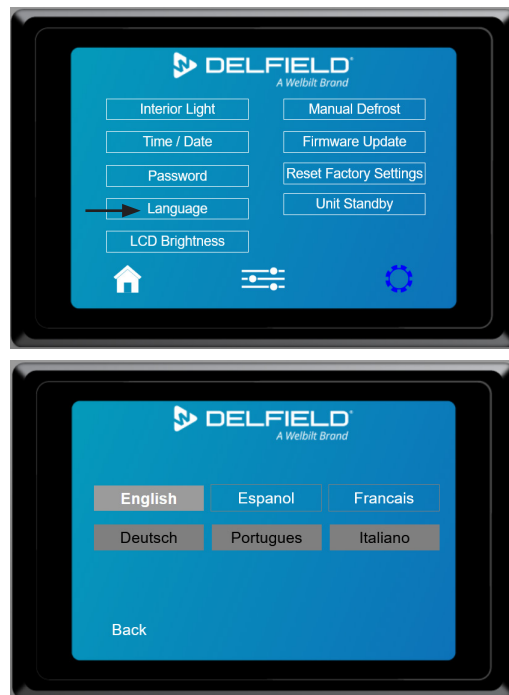 DELFIELD
A Welbilt Brand
Interior Light
Manual Defrost
Time / Date
Firmware Update
Password
Reset Factory Settings
Language
Unit Standby
LCD Brightness
DELFIELD
A Welbilt Brand
English
Espanol
Francais
Deutsch
Portugues
Italiano
Back